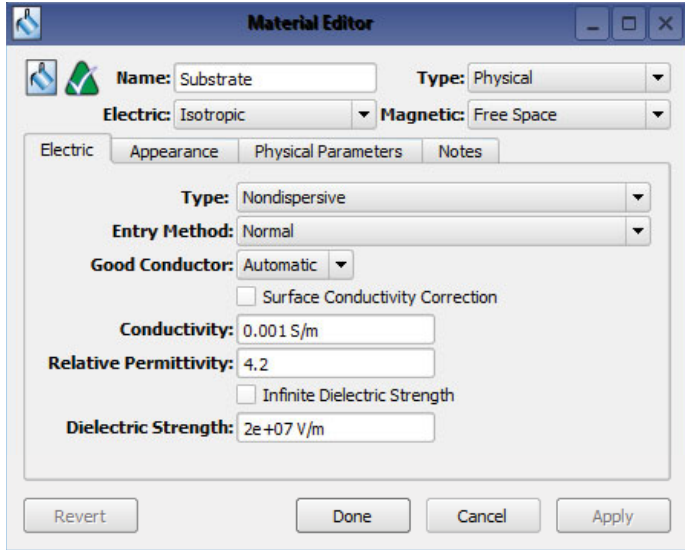 Material Editor
Name: Substrate Type: Physical
Electric: Isotropic Magnetic: Free Space
Electric Appearance Physical Parameters Notes
Type: Nondispersive
Entry Method: Normal
Good Conductor: Automatic
Surface Conductivity Correction
Conductivity: 0.001 S/m
Relative Permittivity: 4.2
Infinite Dielectric Strength
Dielectric Strength: 2e+07 V/m
Revert Done Cancel Apply